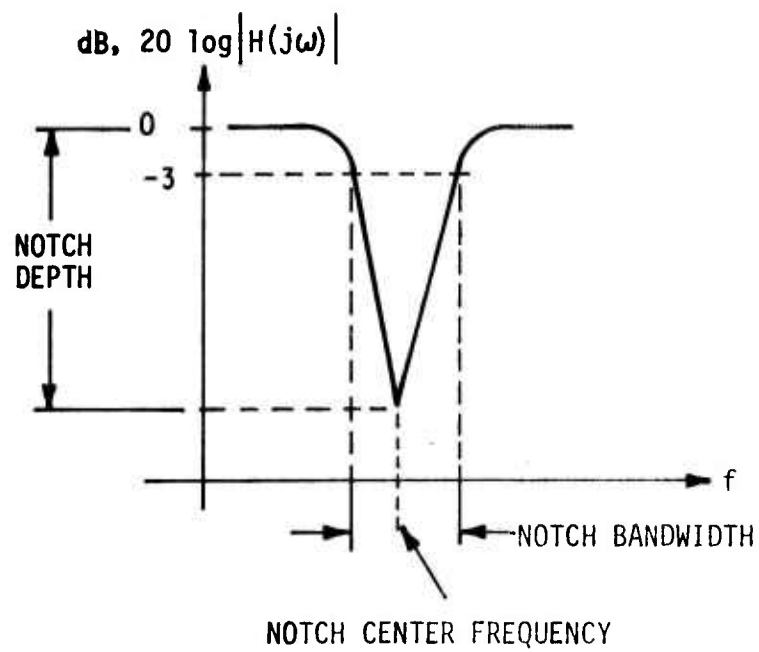 dB, 20 log|H(jω)|
0
-3
NOTCH
DEPTH
f
NOTCH BANDWIDTH
NOTCH CENTER FREQUENCY